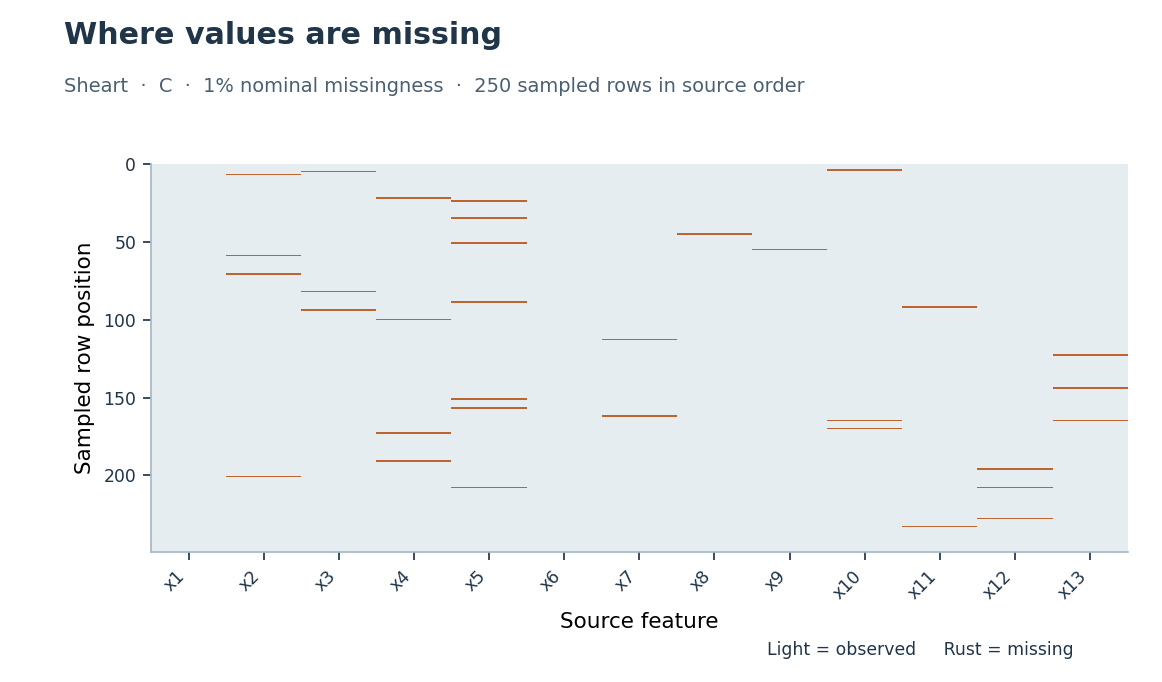 Where values are missing
Sheart · C · 1% nominal missingness · 250 sampled rows in source order
Sampled row position
0
50
100
150
200
x1 x2 x3 x4 x5 x6 x7 x8 x9 x10 x11 x12 x13
Source feature
Light = observed Rust = missing